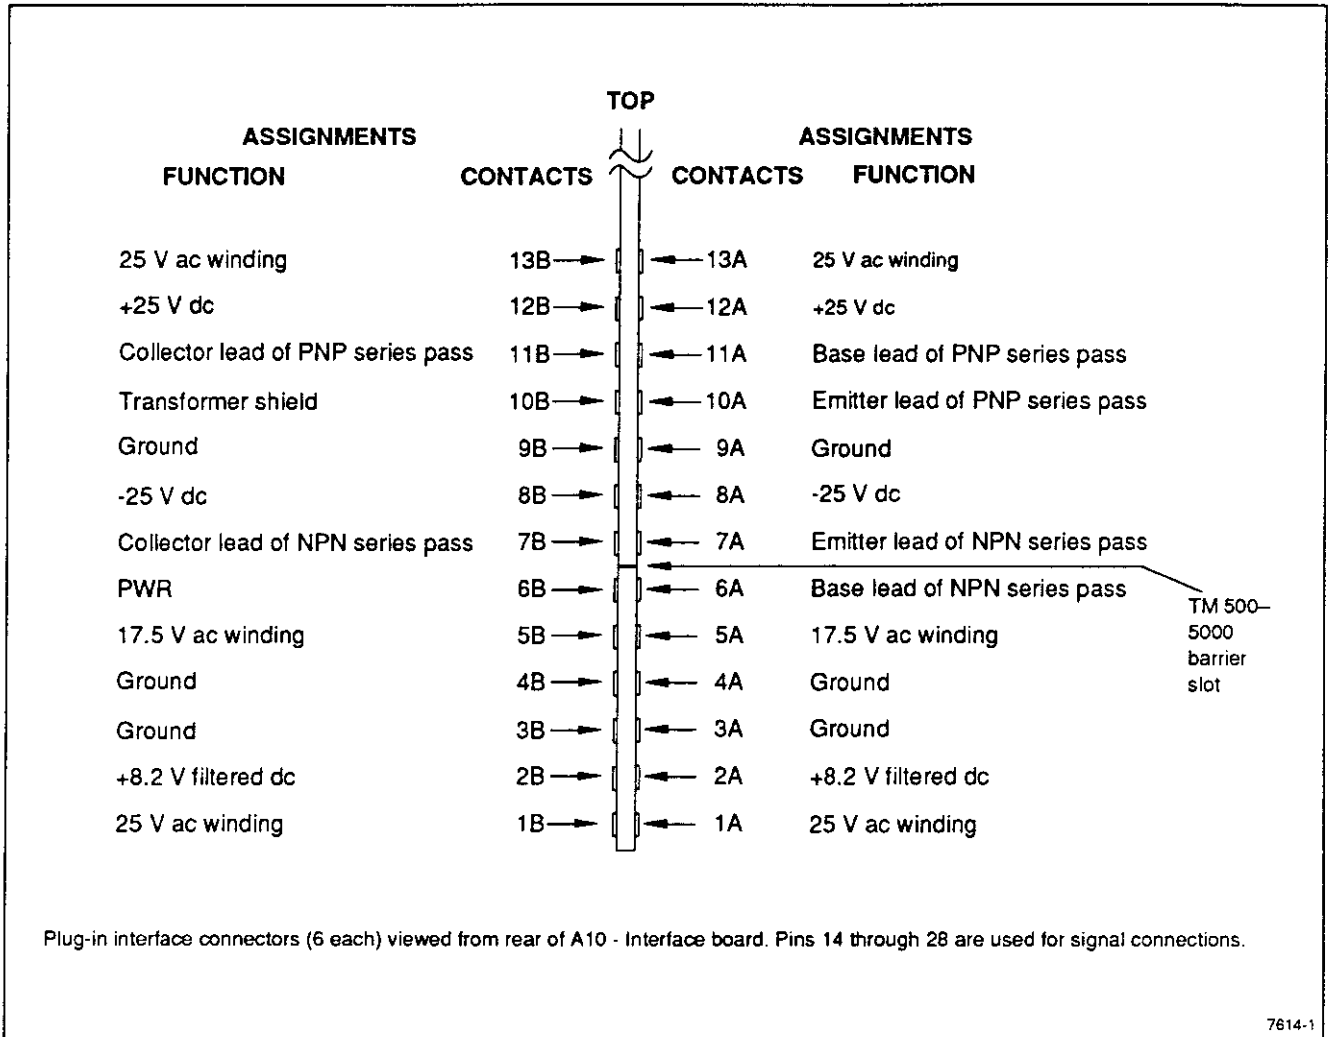 TOP
ASSIGNMENTS ASSIGNMENTS
FUNCTION CONTACTS CONTACTS FUNCTION
25 V ac winding 13B 13A 25 V ac winding
+25 V dc 12B 12A +25 V dc
Collector lead of PNP series pass 11B 11A Base lead of PNP series pass
Transformer shield 10B 10A Emitter lead of PNP series pass
Ground 9B 9A Ground
-25 V dc 8B 8A -25 V dc
Collector lead of NPN series pass 7B 7A Emitter lead of NPN series pass
PWR 6B 6A Base lead of NPN series pass
TM 500–
5000
barrier
slot
17.5 V ac winding 5B 5A 17.5 V ac winding
Ground 4B 4A Ground
Ground 3B 3A Ground
+8.2 V filtered dc 2B 2A +8.2 V filtered dc
25 V ac winding 1B 1A 25 V ac winding
Plug-in interface connectors (6 each) viewed from rear of A10 - Interface board. Pins 14 through 28 are used for signal connections.
7614-1